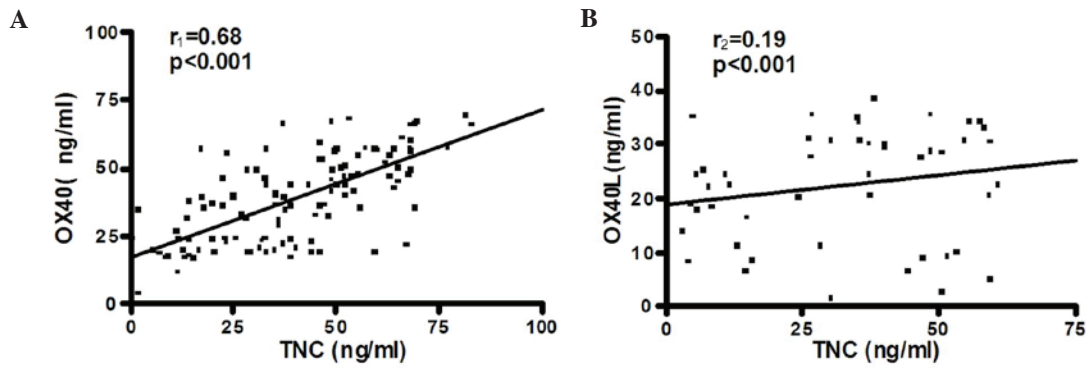 A
r₁=0.68
p<0.001
OX40( ng/ml)
100
75
50
25
0
0 25 50 75 100
TNC (ng/ml)
B
r₂=0.19
p<0.001
OX40L(ng/ml)
50
40
30
20
10
0
0 25 50 75
TNC (ng/ml)